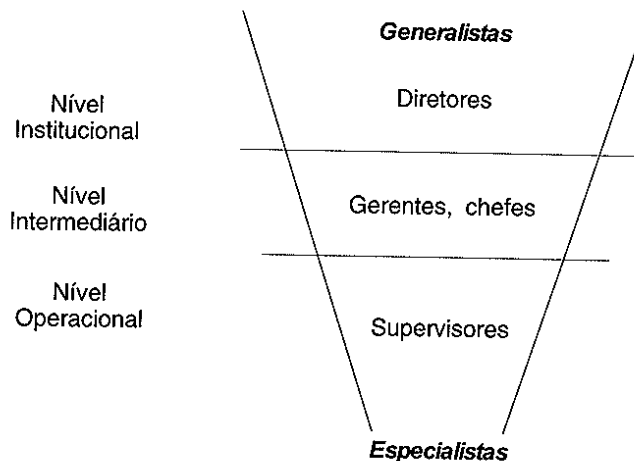 Generalistas
Nível
Institucional
Diretores
Nível
Intermediário
Gerentes, chefes
Nível
Operacional
Supervisores
Especialistas